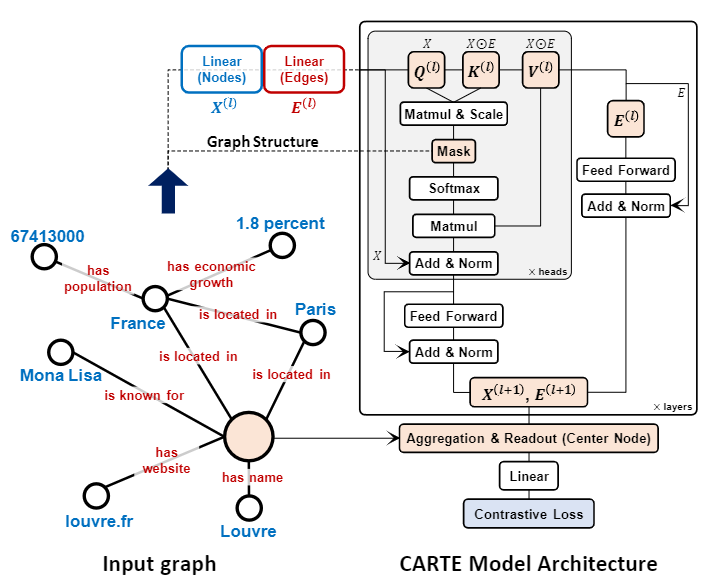 Linear
(Nodes)
Linear
(Edges)
X^(l)
E^(l)
Graph Structure
X
X⊙E
X⊙E
Q^(l)
K^(l)
V^(l)
Matmul & Scale
Mask
Softmax
Matmul
X
Add & Norm
× heads
E
E^(l)
Feed Forward
Add & Norm
Feed Forward
Add & Norm
X^(l+1), E^(l+1)
× layers
Aggregation & Readout (Center Node)
Linear
Contrastive Loss
67413000
1.8 percent
has
population
has economic
growth
France
is located in
Paris
is located in
is located in
Mona Lisa
is known for
has
website
has name
louvre.fr
Louvre
Input graph
CARTE Model Architecture